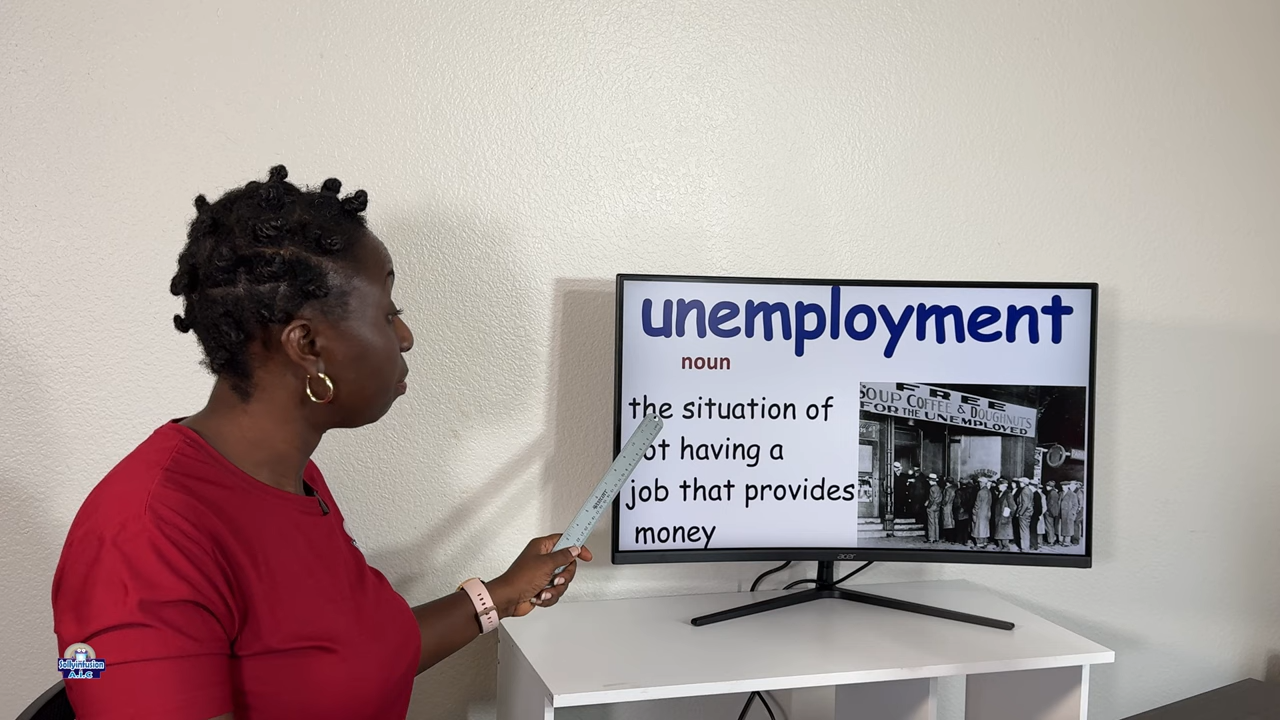 unemployment
noun
the situation of
ot having a
job that provides
money
FREE
SOUP COFFEE & DOUGHNUTS
FOR THE UNEMPLOYED
acer
Sollyinfusion
A.I.C